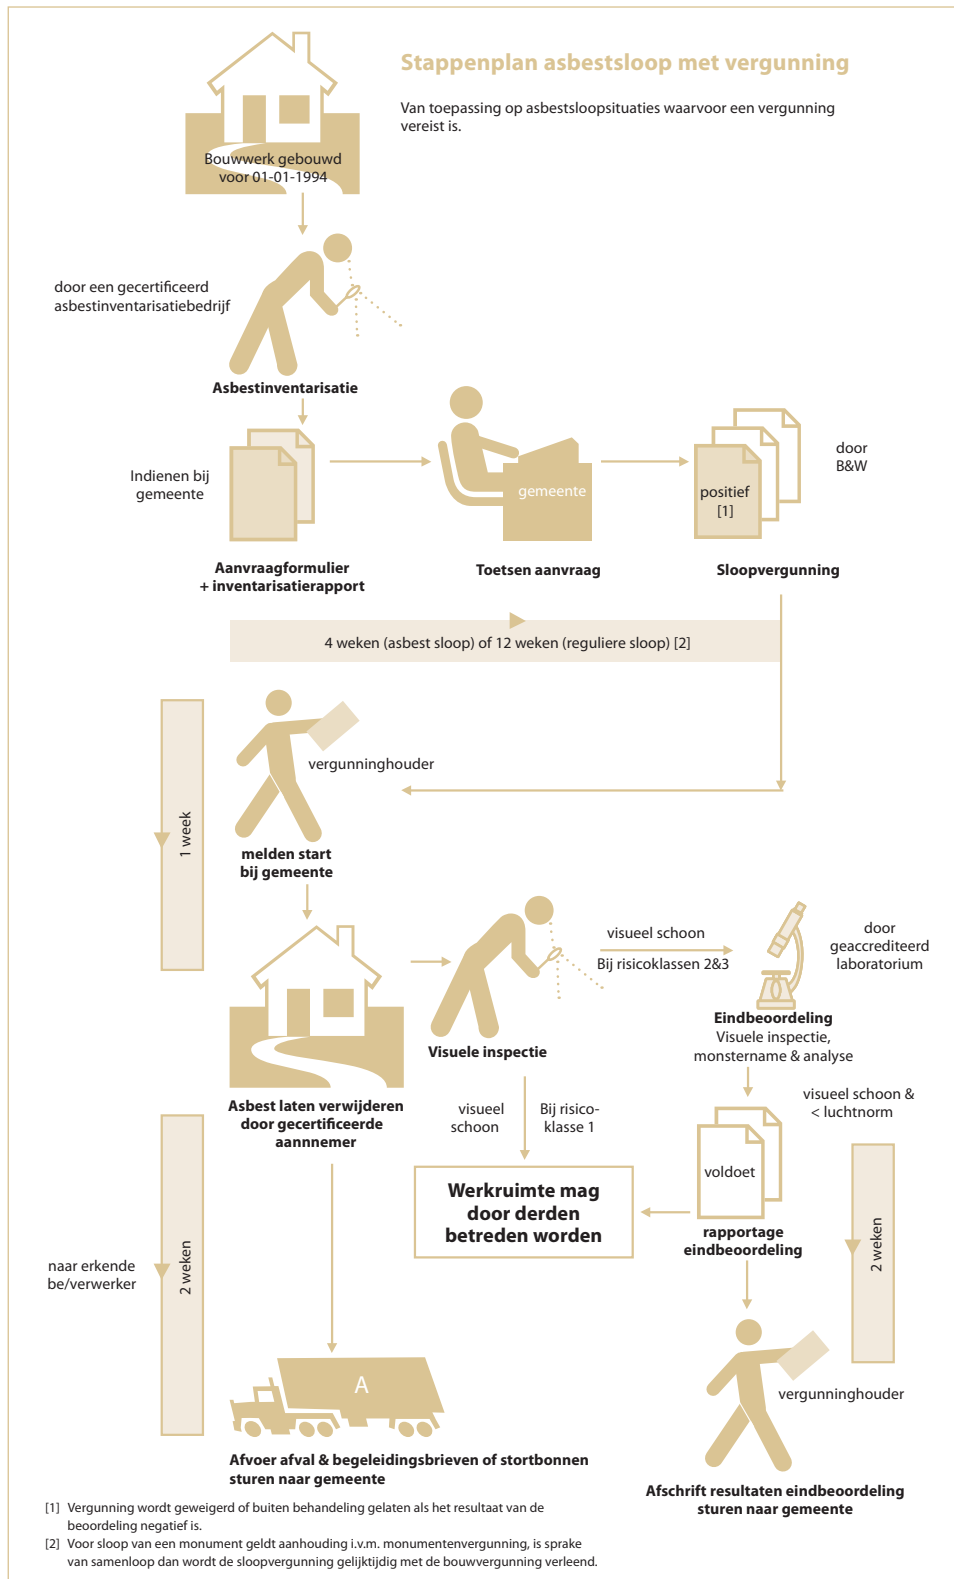 Stappenplan asbestsloop met vergunning
Van toepassing op asbestsloopsituaties waarvoor een vergunning
vereist is.
Bouwwerk gebouwd
voor 01-01-1994
door een gecertificeerd
asbestinventarisatiebedrijf
Asbestinventarisatie
Indienen bij
gemeente
gemeente
positief
[1]
door
B&W
Aanvraagformulier
+ inventarisatierapport
Toetsen aanvraag
Sloopvergunning
4 weken (asbest sloop) of 12 weken (reguliere sloop) [2]
1 week
vergunninghouder
melden start
bij gemeente
visueel schoon
Bij risicoklassen 2&3
door
geaccrediteerd
laboratorium
Visuele inspectie
Eindbeoordeling
Visuele inspectie,
monstername & analyse
Asbest laten verwijderen
door gecertificeerde
aannnemer
visueel
schoon
Bij risico-
klasse 1
visueel schoon &
< luchtnorm
voldoet
Werkruimte mag
door derden
betreden worden
rapportage
eindbeoordeling
2 weken
naar erkende
be/verwerker
2 weken
A
vergunninghouder
Afvoer afval & begeleidingsbrieven of stortbonnen
sturen naar gemeente
Afschrift resultaten eindbeoordeling
sturen naar gemeente
[1] Vergunning wordt geweigerd of buiten behandeling gelaten als het resultaat van de
beoordeling negatief is.
[2] Voor sloop van een monument geldt aanhouding i.v.m. monumentenvergunning, is sprake
van samenloop dan wordt de sloopvergunning gelijktijdig met de bouwvergunning verleend.